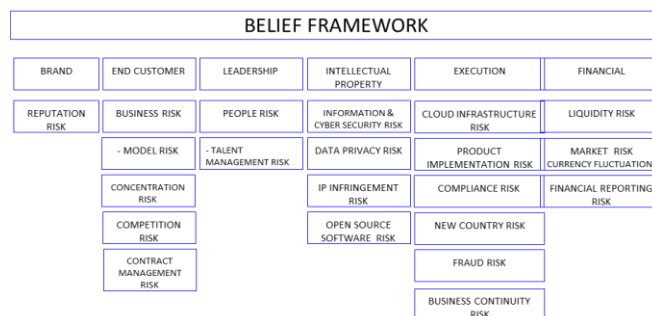 BELIEF FRAMEWORK
BRAND
END CUSTOMER
LEADERSHIP
INTELLECTUAL
PROPERTY
EXECUTION
FINANCIAL
REPUTATION
RISK
BUSINESS RISK
PEOPLE RISK
INFORMATION &
CYBER SECURITY RISK
CLOUD INFRASTRUCTURE
RISK
LIQUIDITY RISK
- MODEL RISK
- TALENT
MANAGEMENT RISK
DATA PRIVACY RISK
PRODUCT
IMPLEMENTATION RISK
MARKET RISK
CURRENCY FLUCTUATION
CONCENTRATION
RISK
IP INFRINGEMENT
RISK
COMPLIANCE RISK
FINANCIAL REPORTING
RISK
COMPETITION
RISK
OPEN SOURCE
SOFTWARE RISK
NEW COUNTRY RISK
CONTRACT
MANAGEMENT
RISK
FRAUD RISK
BUSINESS CONTINUITY
RISK